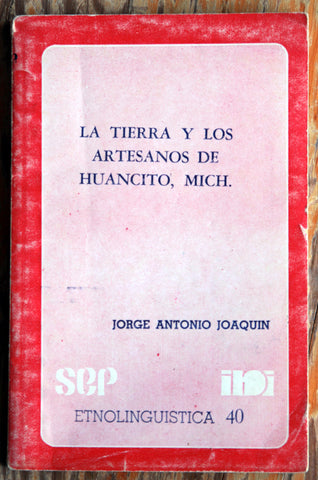 LA TIERRA Y LOS
ARTESANOS DE
HUANCITO, MICH.
JORGE ANTONIO JOAQUIN
SEP
ini
ETNOLINGUISTICA 40